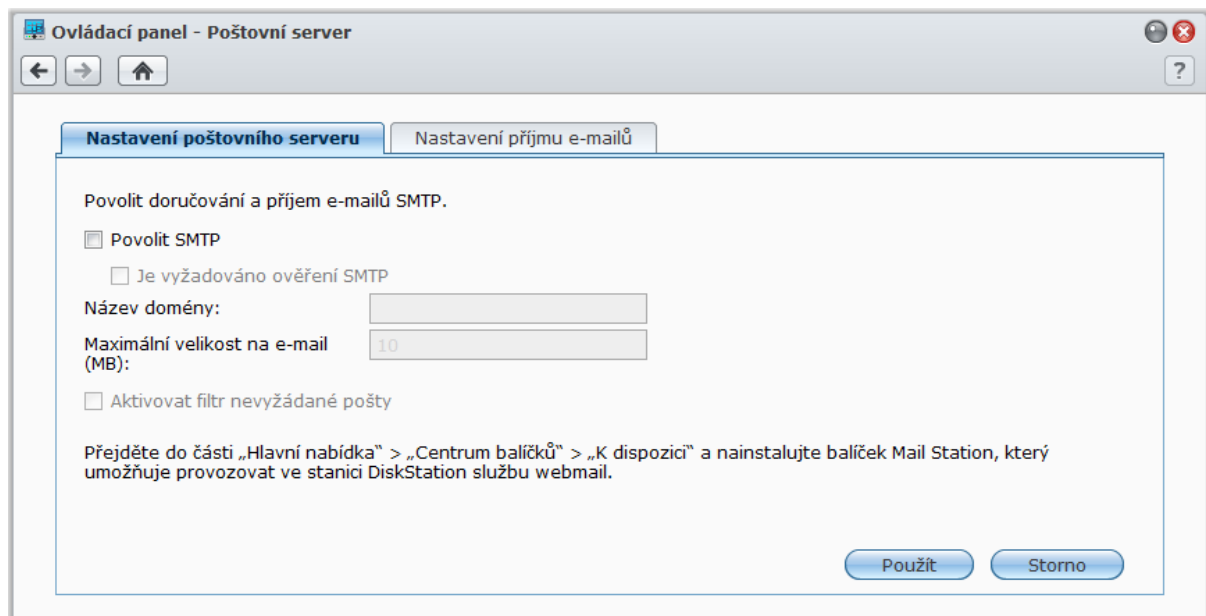 Ovládací panel - Poštovní server
?
Nastavení poštovního serveru
Nastavení příjmu e-mailů
Povolit doručování a příjem e-mailů SMTP.
Povolit SMTP
Je vyžadováno ověření SMTP
Název domény:
Maximální velikost na e-mail
(MB):
10
Aktivovat filtr nevyžádané pošty
Přejděte do části „Hlavní nabídka“ > „Centrum balíčků“ > „K dispozici“ a nainstalujte balíček Mail Station, který
umožňuje provozovat ve stanici DiskStation službu webmail.
Použít
Storno